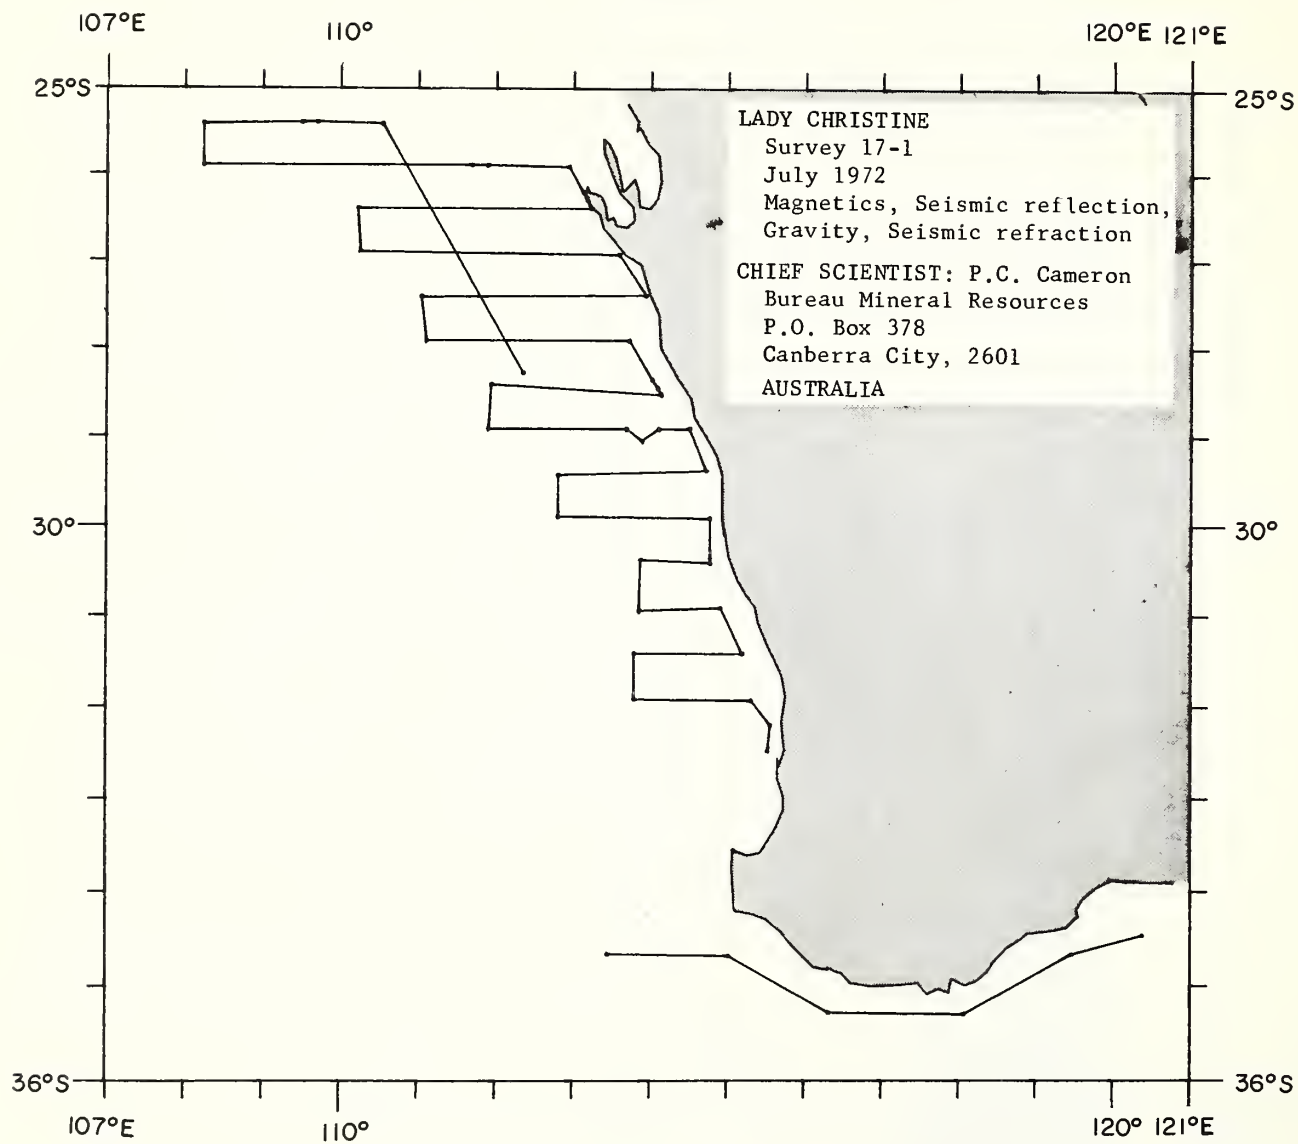 107°E 110° 120°E 121°E
25°S 25°S
LADY CHRISTINE
Survey 17-1
July 1972
Magnetics, Seismic reflection,
Gravity, Seismic refraction
CHIEF SCIENTIST: P.C. Cameron
Bureau Mineral Resources
P.O. Box 378
Canberra City, 2601
AUSTRALIA
30° 30°
36°S 36°S
107°E 110° 120° 121°E